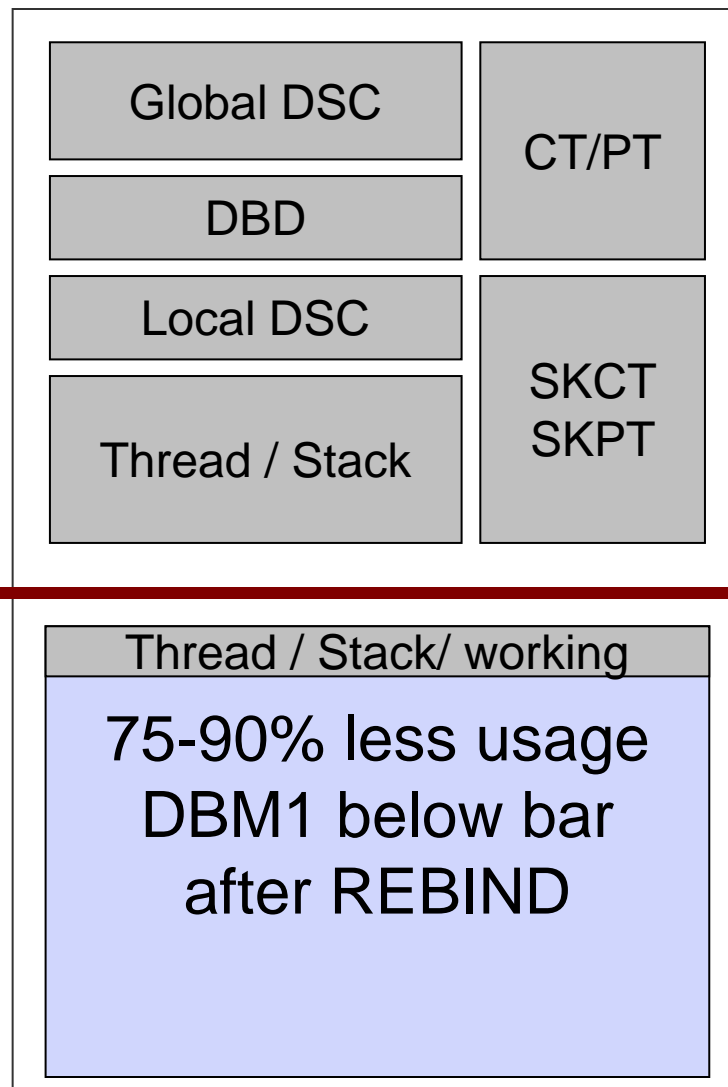 Global DSC
CT/PT
DBD
Local DSC
SKCT
SKPT
Thread / Stack
Thread / Stack/ working
75-90% less usage
DBM1 below bar
after REBIND